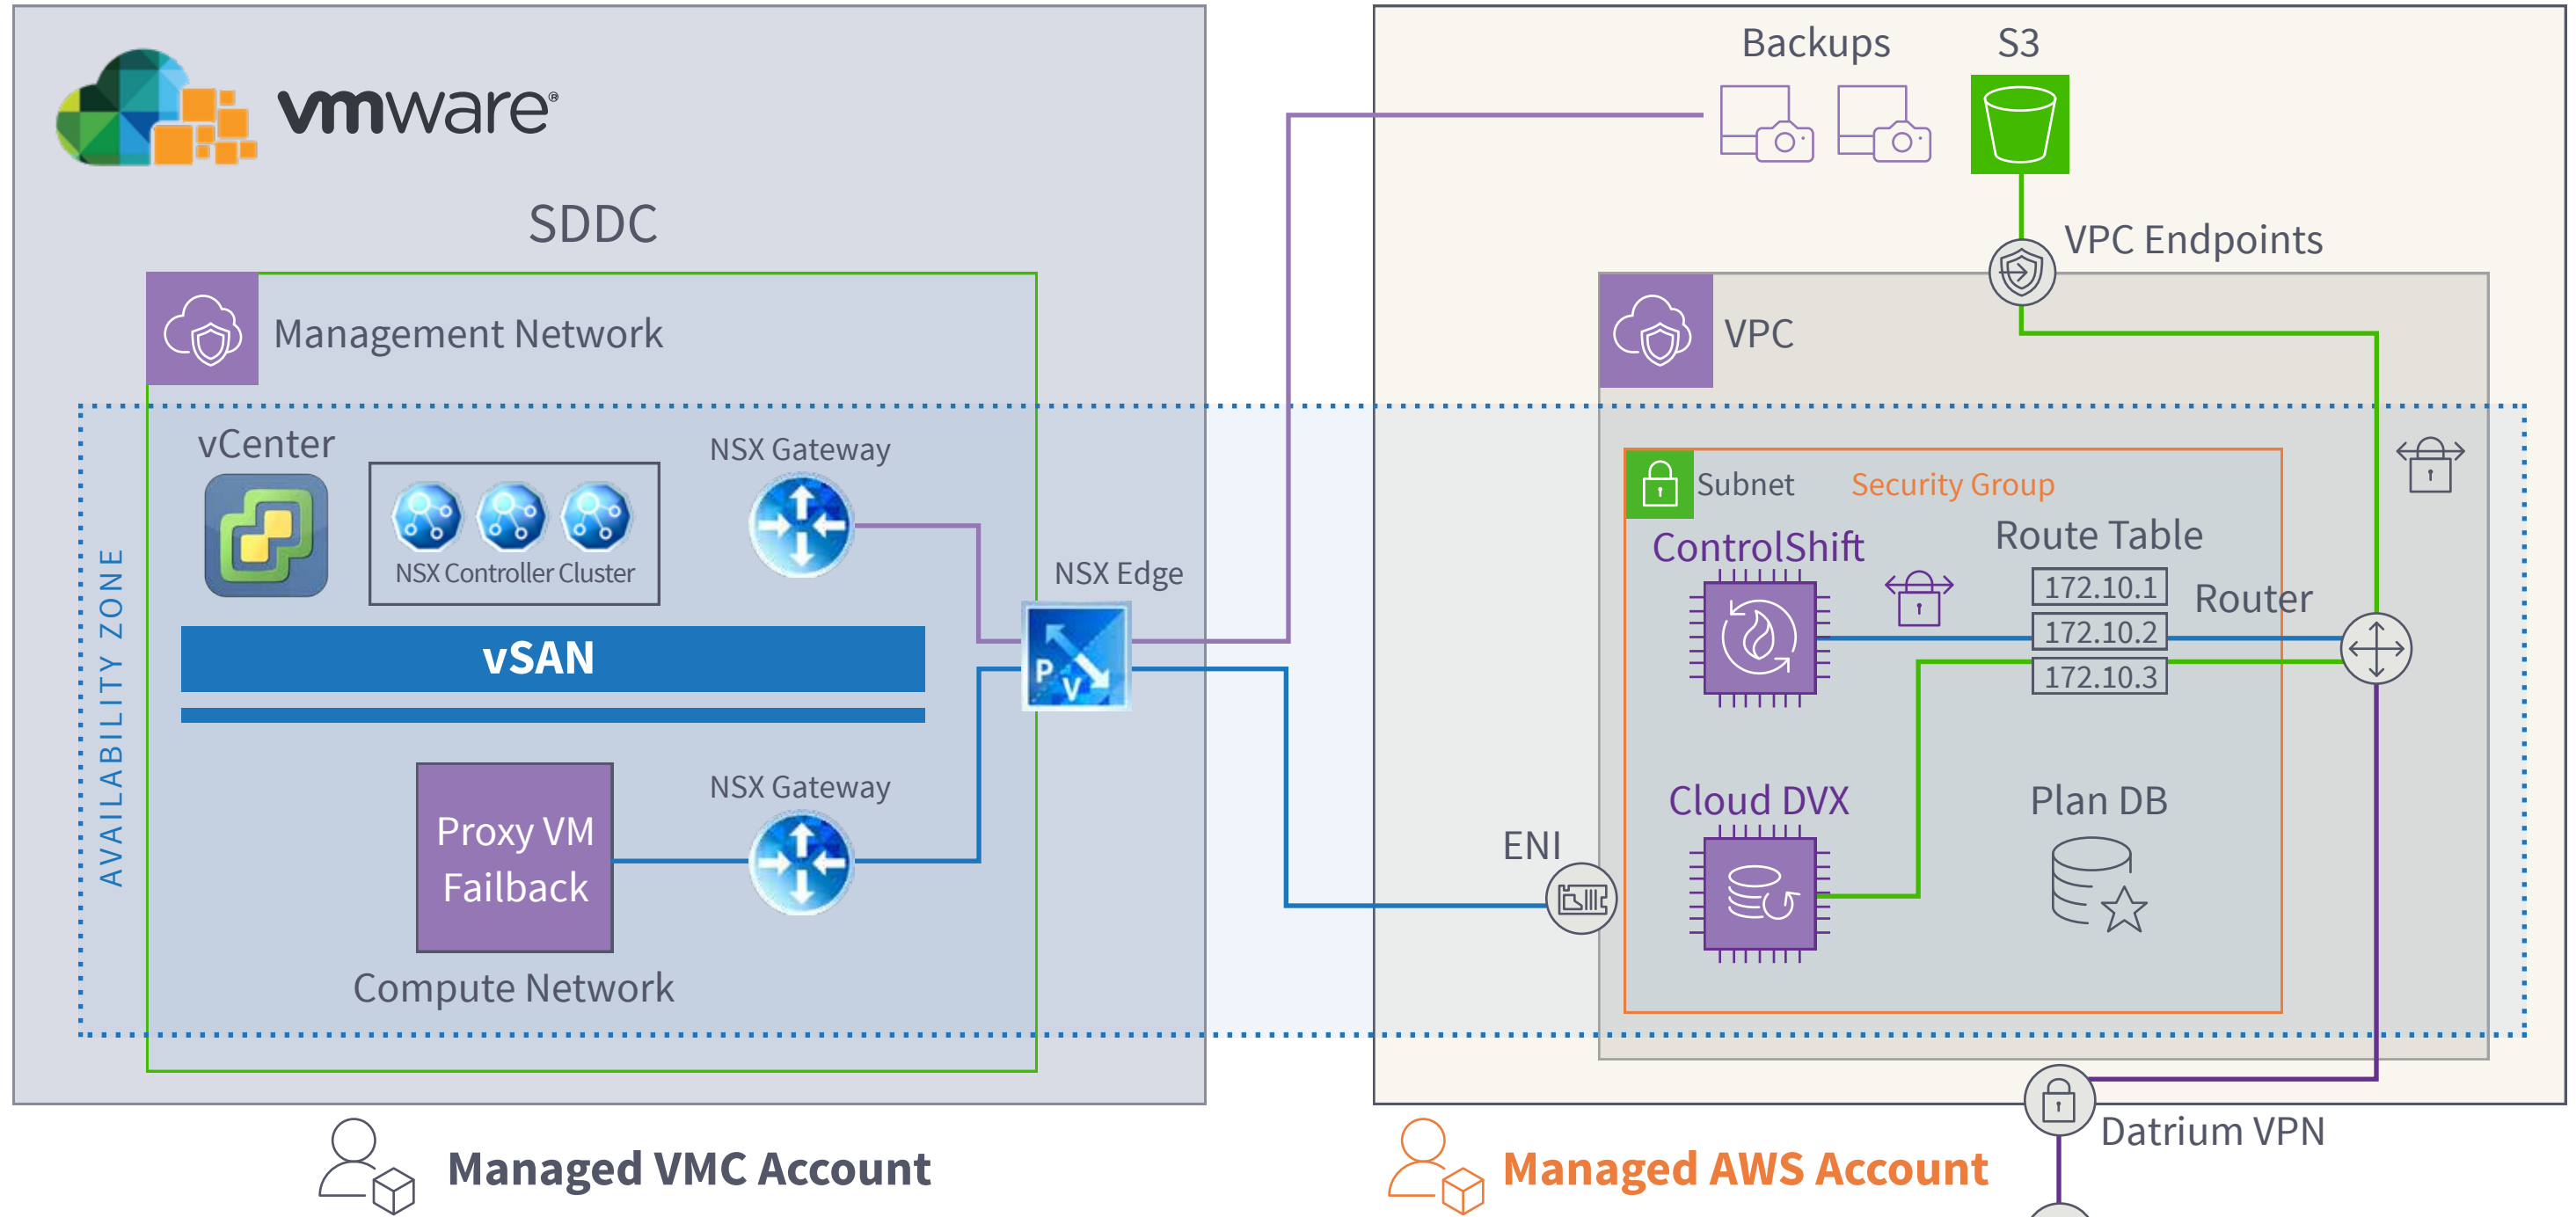 vmware®
SDDC
Management Network
AVAILABILITY ZONE
vCenter
NSX Controller Cluster
NSX Gateway
NSX Edge
P
V
vSAN
Proxy VM
Failback
NSX Gateway
Compute Network
Managed VMC Account
Backups
S3
VPC Endpoints
VPC
Subnet
Security Group
ControlShift
Route Table
172.10.1
172.10.2
172.10.3
Router
Cloud DVX
Plan DB
ENI
Datrium VPN
Managed AWS Account